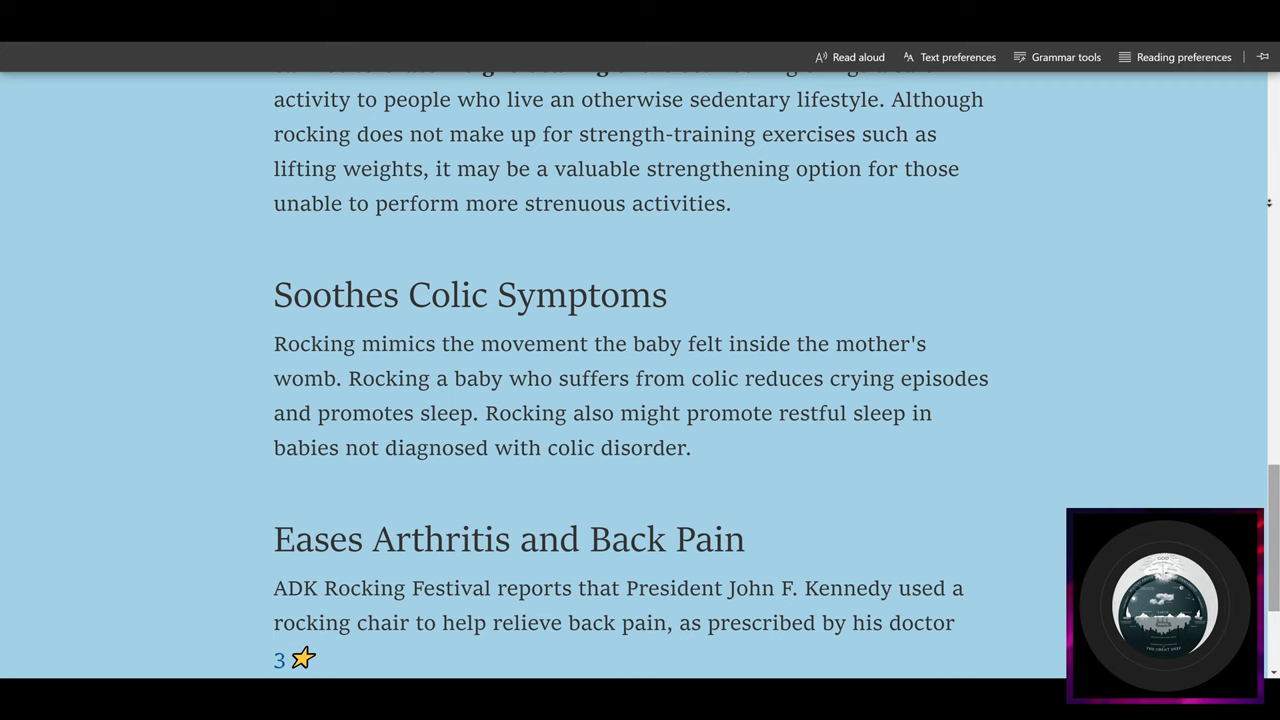 Read aloud
Text preferences
Grammar tools
Reading preferences
activity to people who live an otherwise sedentary lifestyle. Although
rocking does not make up for strength-training exercises such as
lifting weights, it may be a valuable strengthening option for those
unable to perform more strenuous activities.
Soothes Colic Symptoms
Rocking mimics the movement the baby felt inside the mother's
womb. Rocking a baby who suffers from colic reduces crying episodes
and promotes sleep. Rocking also might promote restful sleep in
babies not diagnosed with colic disorder.
Eases Arthritis and Back Pain
ADK Rocking Festival reports that President John F. Kennedy used a
rocking chair to help relieve back pain, as prescribed by his doctor
3
GOD
THE GREAT DEEP